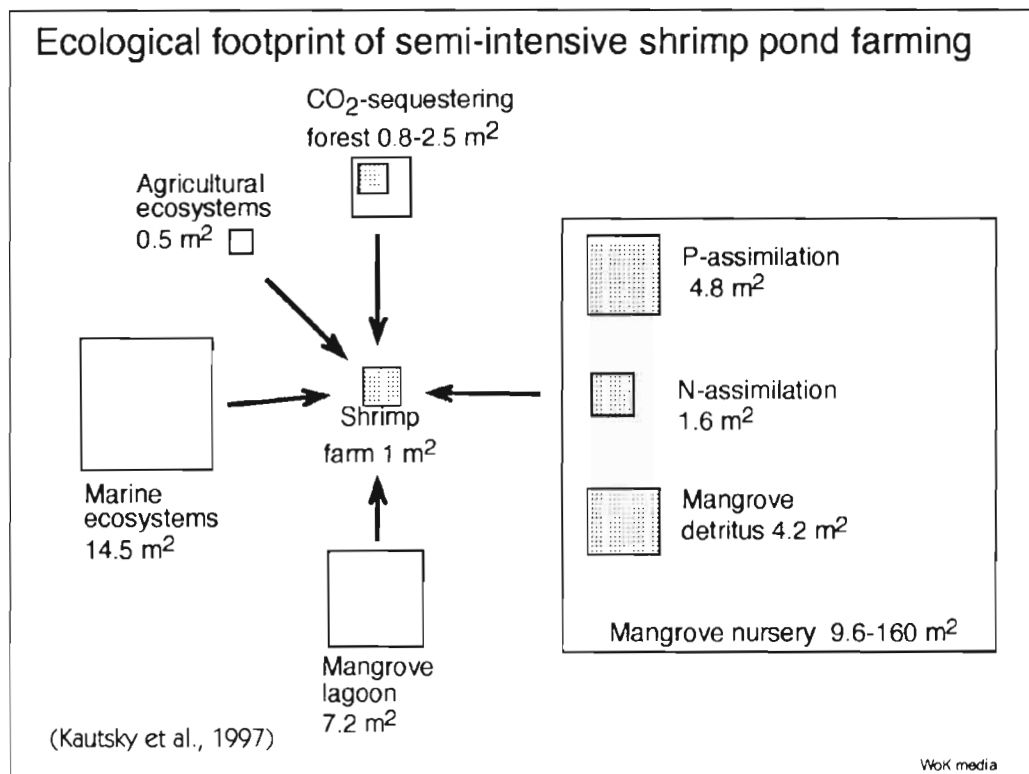 Ecological footprint of semi-intensive shrimp pond farming
CO₂-sequestering
forest 0.8-2.5 m²
Agricultural
ecosystems
0.5 m²
P-assimilation
4.8 m²
N-assimilation
1.6 m²
Shrimp
farm 1 m²
Marine
ecosystems
14.5 m²
Mangrove
detritus 4.2 m²
Mangrove nursery 9.6-160 m²
Mangrove
lagoon
7.2 m²
(Kautsky et al., 1997)
WoK media